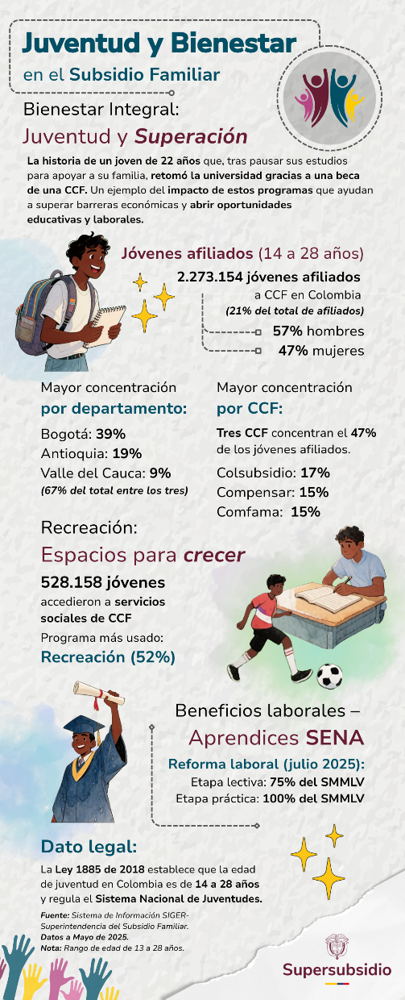 Juventud y Bienestar
en el Subsidio Familiar
Bienestar Integral:
Juventud y Superación
La historia de un joven de 22 años que, tras pausar sus estudios
para apoyar a su familia, retomó la universidad gracias a una beca
de una CCF. Un ejemplo del impacto de estos programas que ayudan
a superar barreras económicas y abrir oportunidades
educativas y laborales.
Jóvenes afiliados (14 a 28 años)
2.273.154 jóvenes afiliados
a CCF en Colombia
(21% del total de afiliados)
57% hombres
47% mujeres
Mayor concentración
por departamento:
Bogotá: 39%
Antioquia: 19%
Valle del Cauca: 9%
(67% del total entre los tres)
Mayor concentración
por CCF:
Tres CCF concentran el 47%
de los jóvenes afiliados.
Colsubsidio: 17%
Compensar: 15%
Comfama: 15%
Recreación:
Espacios para crecer
528.158 jóvenes
accedieron a servicios
sociales de CCF
Programa más usado:
Recreación (52%)
Beneficios laborales –
Aprendices SENA
Reforma laboral (julio 2025):
Etapa lectiva: 75% del SMMLV
Etapa práctica: 100% del SMMLV
Dato legal:
La Ley 1885 de 2018 establece que la edad
de juventud en Colombia es de 14 a 28 años
y regula el Sistema Nacional de Juventudes.
Fuente: Sistema de Información SIGER-
Superintendencia del Subsidio Familiar.
Datos a Mayo de 2025.
Nota: Rango de edad de 13 a 28 años.
Supersubsidio